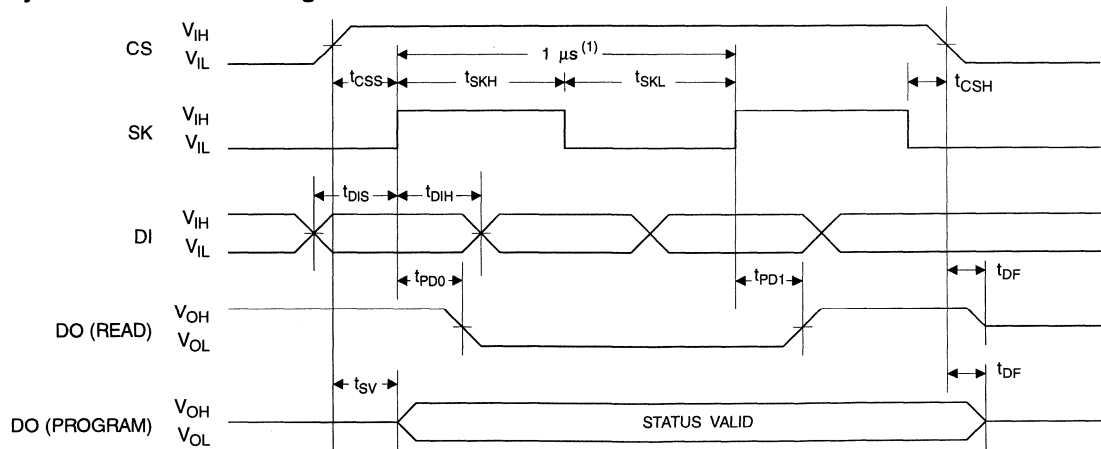 CS VIH
VIL
1 μs(1)
tCSS tSKH tSKL tCSH
SK VIH
VIL
tDIS tDIH
DI VIH
VIL
tPD0 tPD1 tDF
DO (READ) VOH
VOL
tSV tDF
DO (PROGRAM) VOH
VOL
STATUS VALID